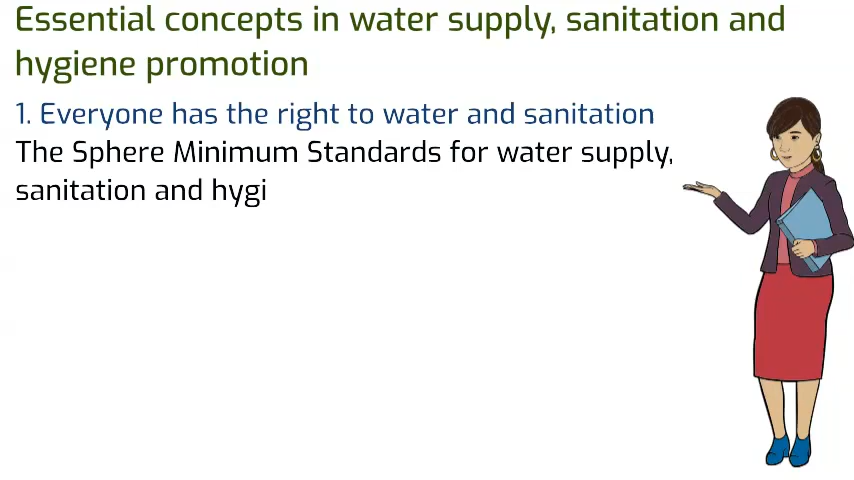 Essential concepts in water supply, sanitation and
hygiene promotion
1. Everyone has the right to water and sanitation
The Sphere Minimum Standards for water supply,
sanitation and hygi